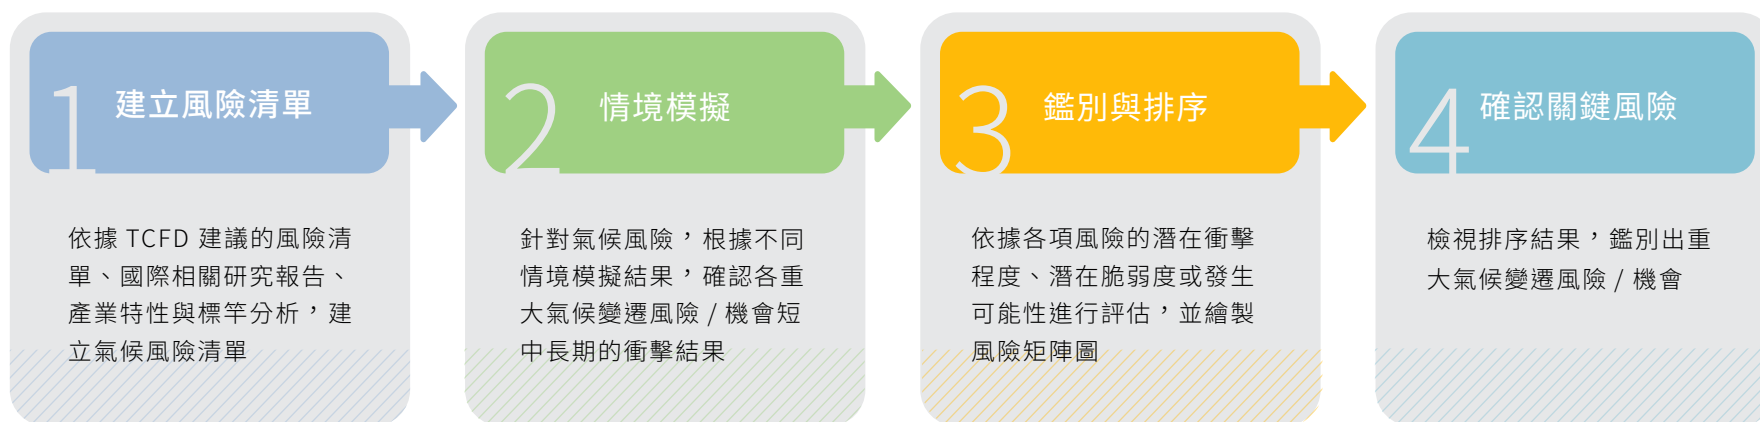 1
建立風險清單
依據 TCFD 建議的風險清
單、國際相關研究報告、
產業特性與標竿分析，建
立氣候風險清單
2
情境模擬
針對氣候風險，根據不同
情境模擬結果，確認各重
大氣候變遷風險 / 機會短
中長期的衝擊結果
3
鑑別與排序
依據各項風險的潛在衝擊
程度、潛在脆弱度或發生
可能性進行評估，並繪製
風險矩陣圖
4
確認關鍵風險
檢視排序結果，鑑別出重
大氣候變遷風險 / 機會